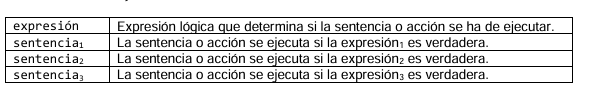 expresión Expresión lógica que determina si la sentencia o acción se ha de ejecutar.
sentencia₁ La sentencia o acción se ejecuta si la expresión₁ es verdadera.
sentencia₂ La sentencia o acción se ejecuta si la expresión₂ es verdadera.
sentencia₃ La sentencia o acción se ejecuta si la expresión₃ es verdadera.